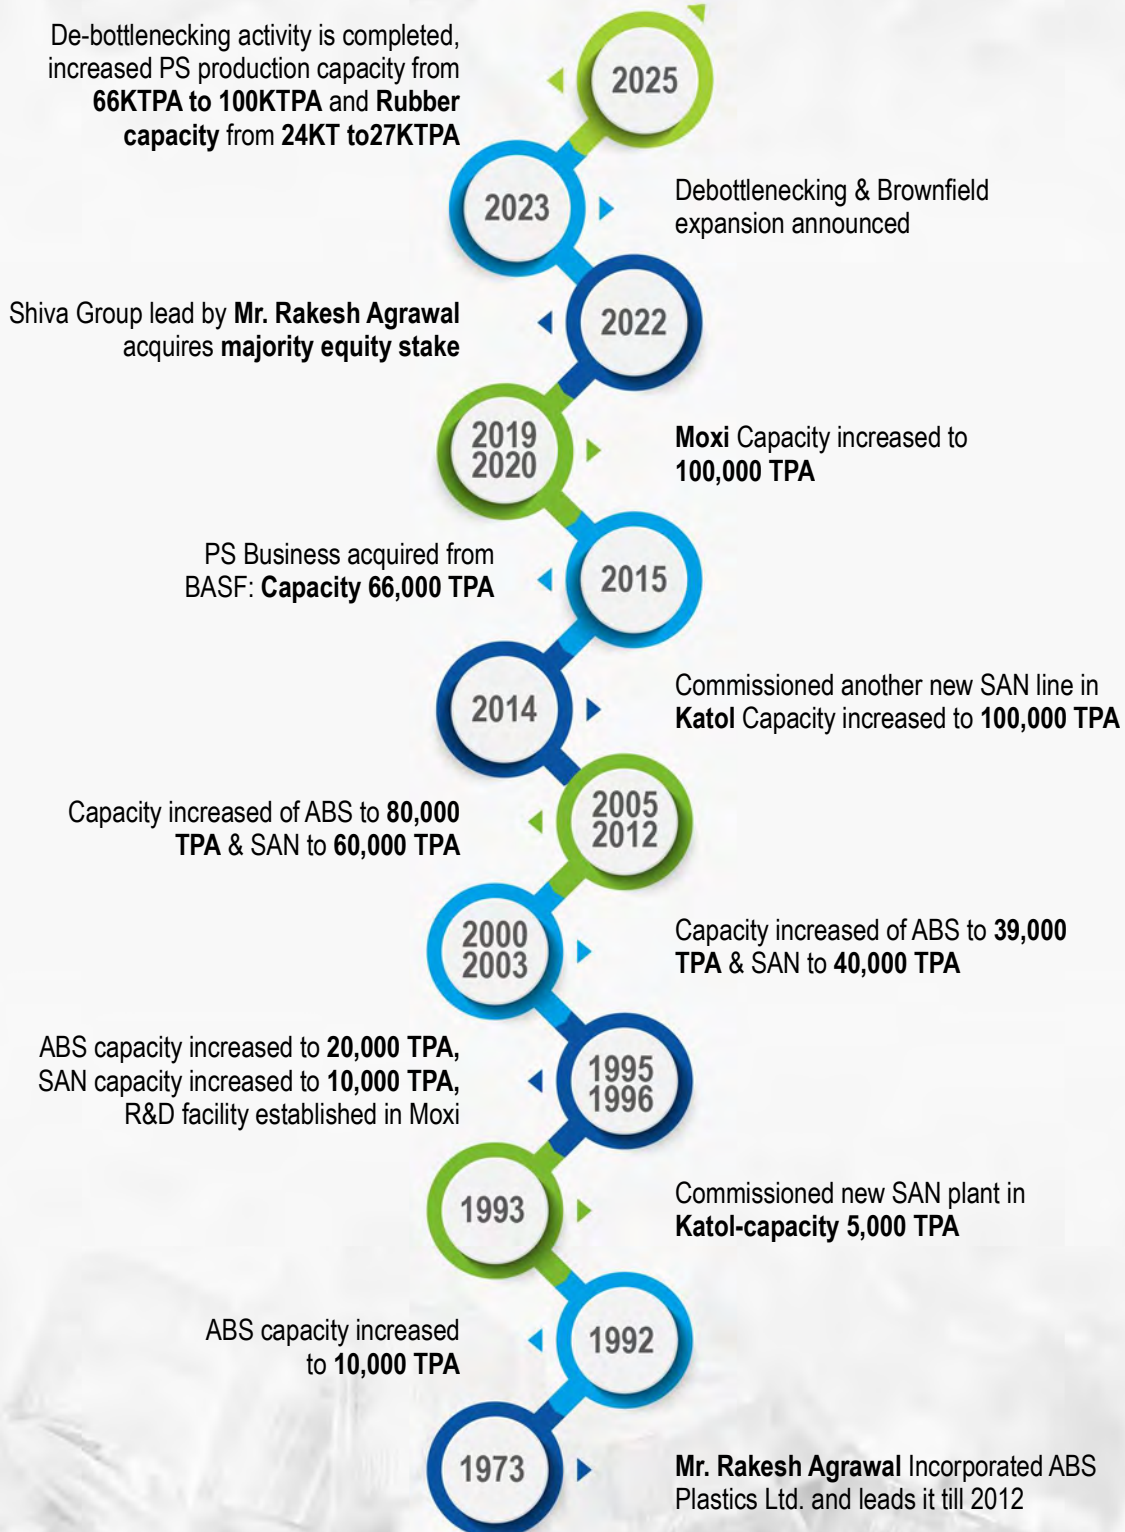 De-bottlenecking activity is completed,
increased PS production capacity from
66KTPA to 100KTPA and Rubber
capacity from 24KT to27KTPA
2025
2023
Debottlenecking & Brownfield
expansion announced
Shiva Group lead by Mr. Rakesh Agrawal
acquires majority equity stake
2022
2019
2020
Moxi Capacity increased to
100,000 TPA
PS Business acquired from
BASF: Capacity 66,000 TPA
2015
2014
Commissioned another new SAN line in
Katol Capacity increased to 100,000 TPA
Capacity increased of ABS to 80,000
TPA & SAN to 60,000 TPA
2005
2012
2000
2003
Capacity increased of ABS to 39,000
TPA & SAN to 40,000 TPA
ABS capacity increased to 20,000 TPA,
SAN capacity increased to 10,000 TPA,
R&D facility established in Moxi
1995
1996
1993
Commissioned new SAN plant in
Katol-capacity 5,000 TPA
ABS capacity increased
to 10,000 TPA
1992
1973
Mr. Rakesh Agrawal Incorporated ABS
Plastics Ltd. and leads it till 2012